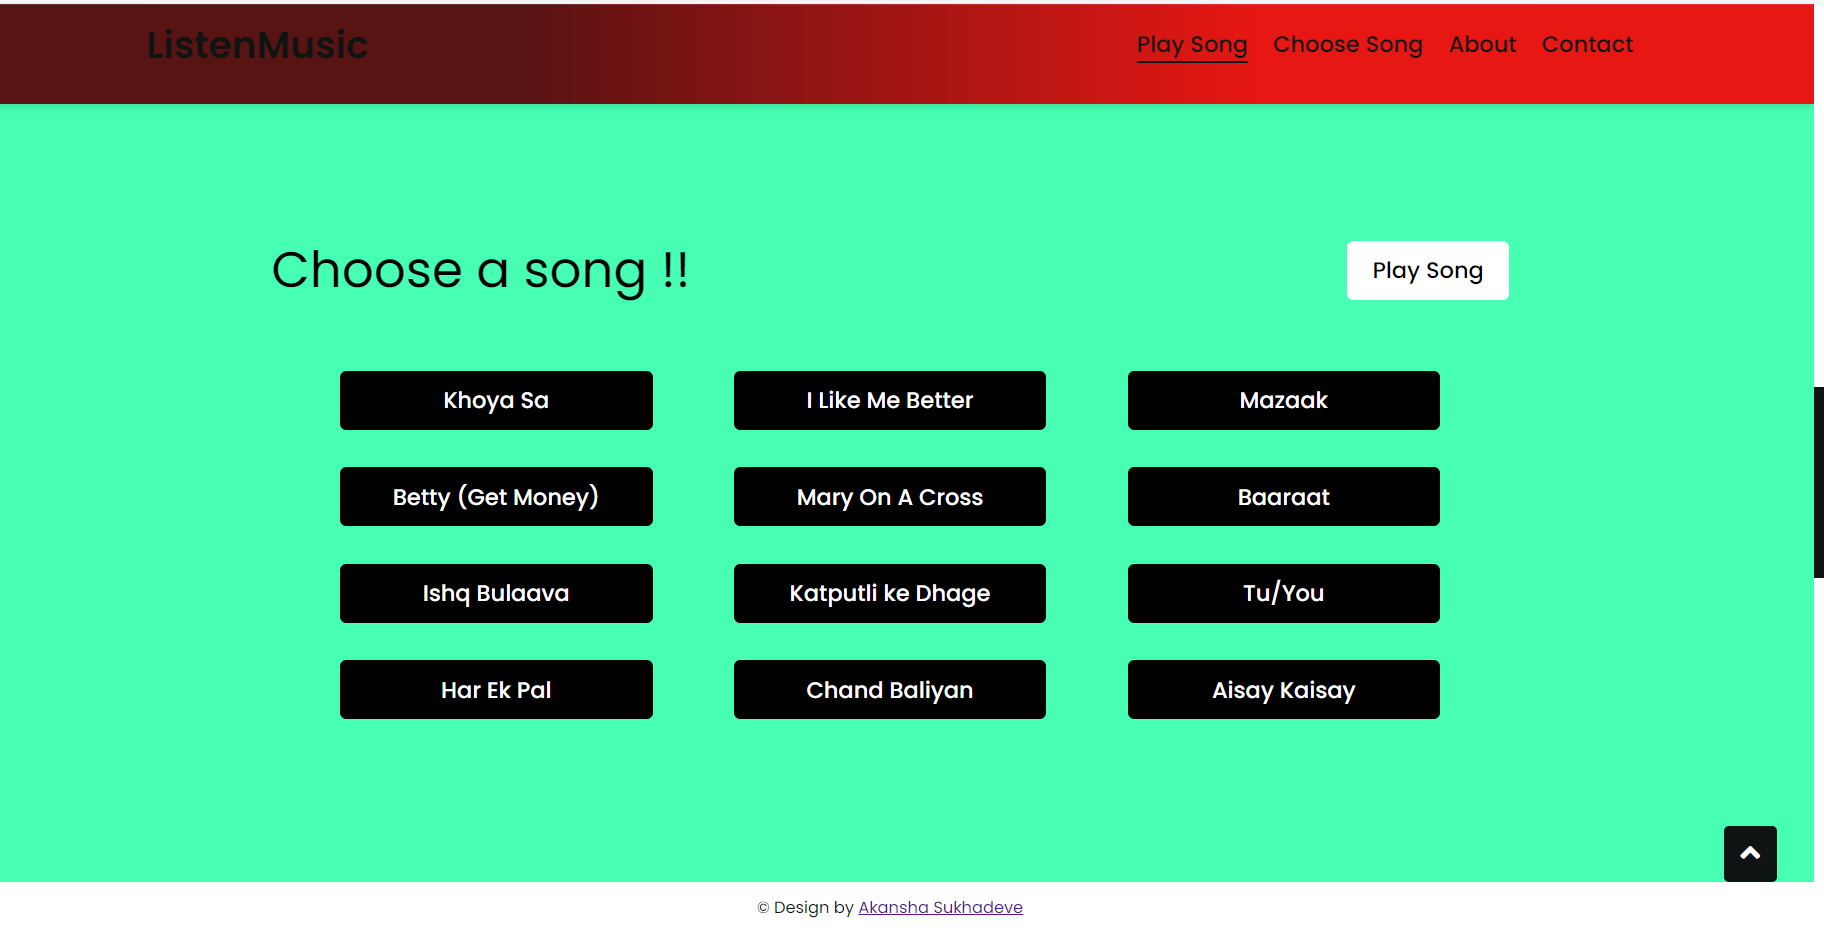 ListenMusic
Play Song Choose Song About Contact
Choose a song !!
Play Song
Khoya Sa
I Like Me Better
Mazaak
Betty (Get Money)
Mary On A Cross
Baaraat
Ishq Bulaava
Katputli ke Dhage
Tu/You
Har Ek Pal
Chand Baliyan
Aisay Kaisay
© Design by Akansha Sukhadeve